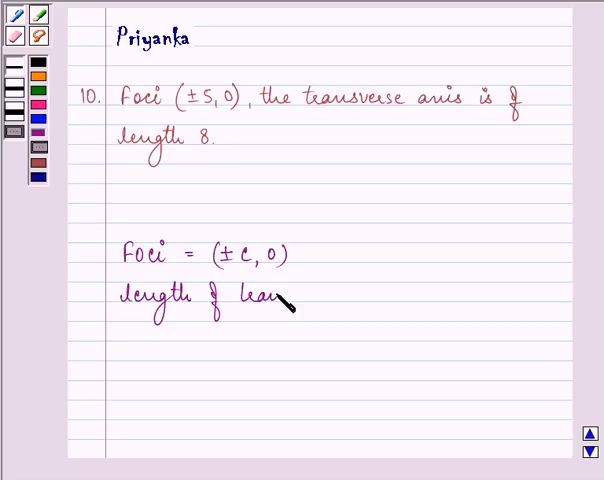 Priyanka
10. Foci (±5,0), the transverse axis is of
length 8.
Foci = (±c, 0)
length of